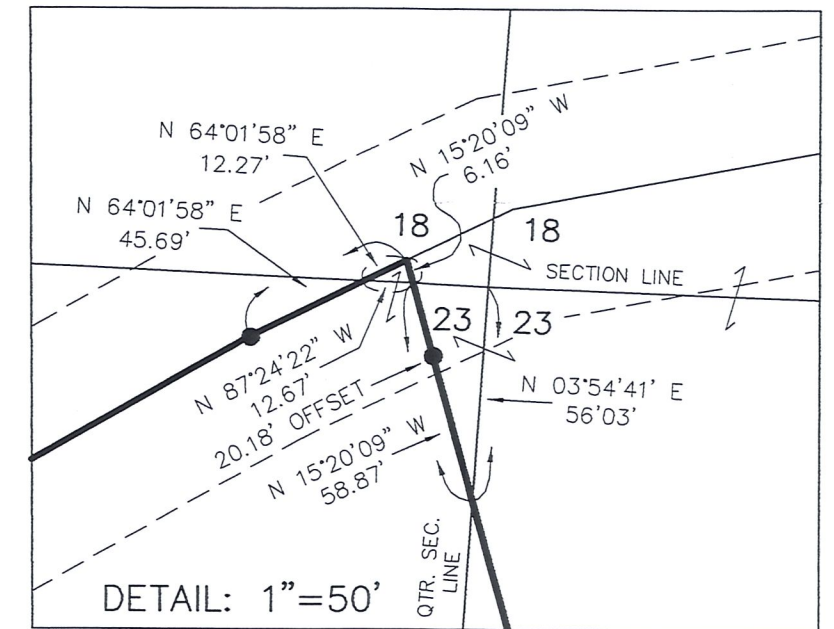 N 64°01'58" E
12.27'
N 15°20'09" W
6.16'
N 64°01'58" E
45.69'
18
18
SECTION LINE
23
23
N 87°24'22" W
12.67'
20.18' OFFSET
N 15°20'09" W
58.87'
N 03°54'41' E
56'03'
QTR. SEC.
LINE
DETAIL: 1"=50'